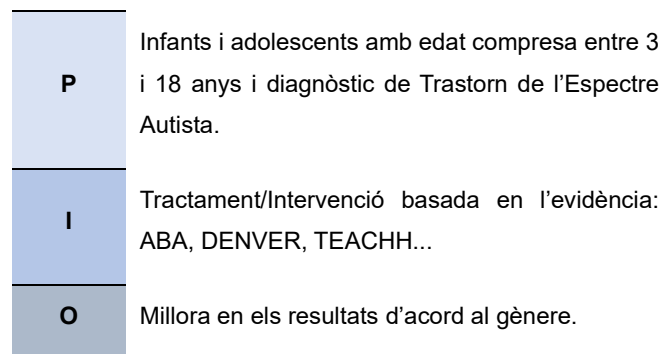 P
Infants i adolescents amb edat compresa entre 3
i 18 anys i diagnòstic de Trastorn de l’Espectre
Autista.
I
Tractament/Intervenció basada en l’evidència:
ABA, DENVER, TEACHH...
O
Millora en els resultats d’acord al gènere.